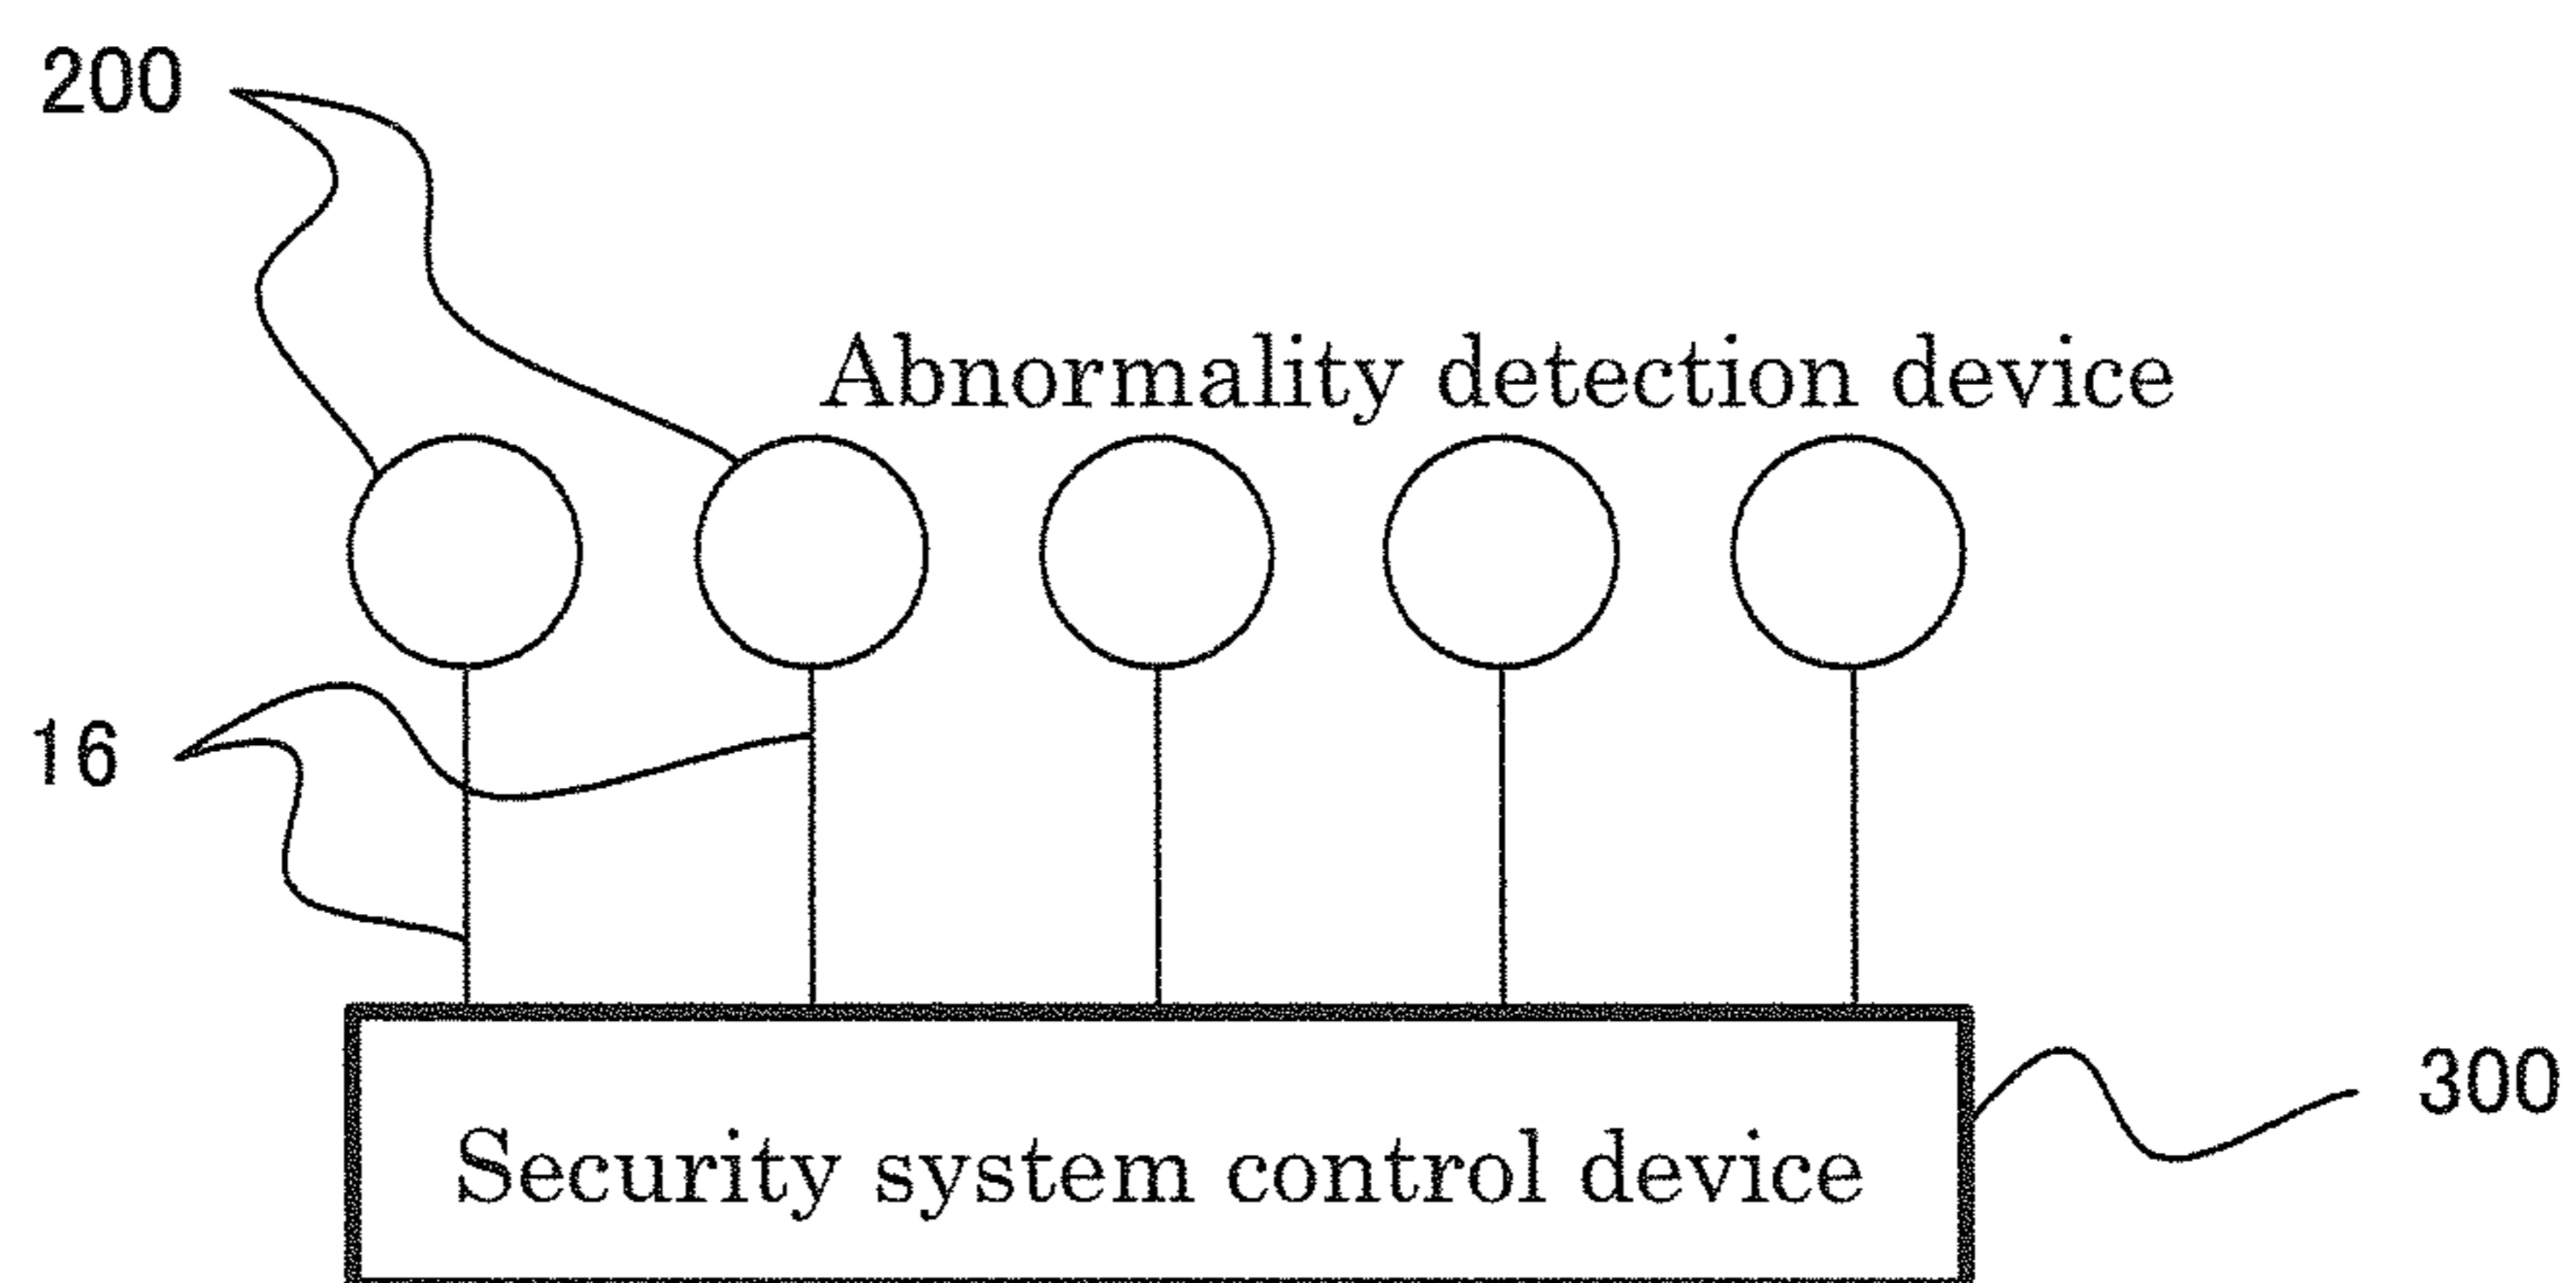 200
Abnormality detection device
16
300
Security system control device